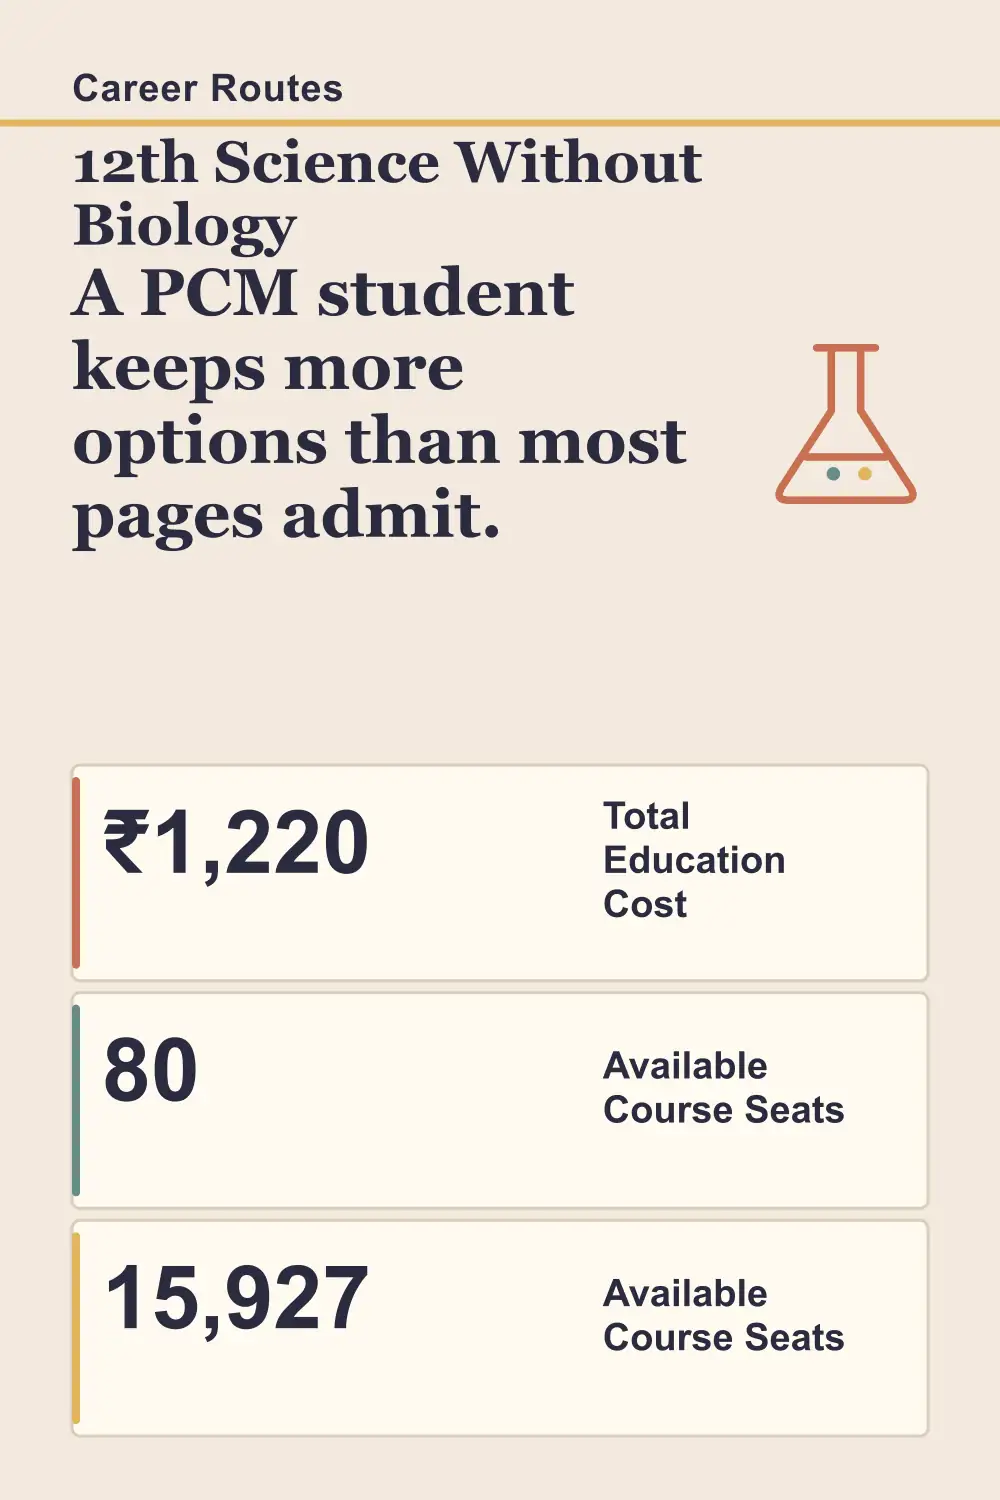 Career Routes
12th Science Without
Biology
A PCM student
keeps more
options than most
pages admit.
₹1,220
Total
Education
Cost
80
Available
Course Seats
15,927
Available
Course Seats